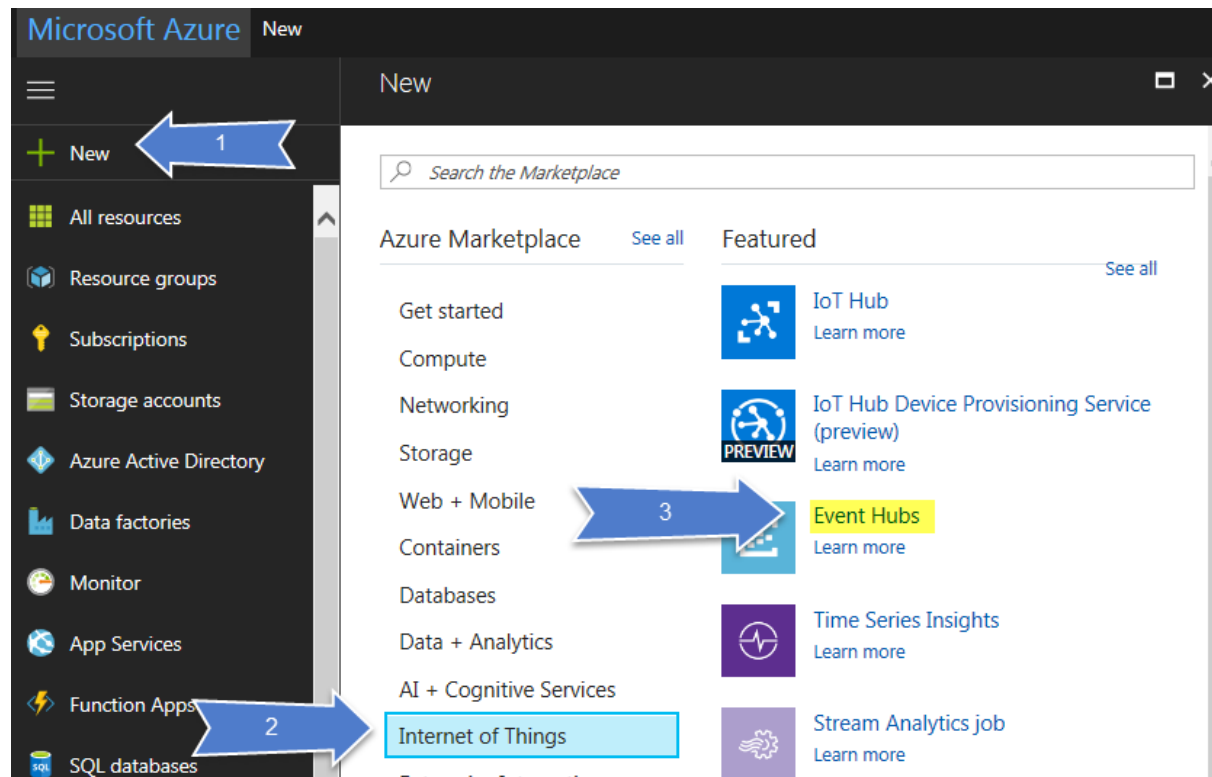 Microsoft Azure New
New
New
1
Search the Marketplace
All resources
Resource groups
Subscriptions
Storage accounts
Azure Active Directory
Data factories
Monitor
App Services
Function Apps
2
SQL databases
SQL
Azure Marketplace See all
Get started
Compute
Networking
Storage
Web + Mobile
Containers
Databases
Data + Analytics
AI + Cognitive Services
Internet of Things
Featured
See all
IoT Hub
Learn more
PREVIEW
IoT Hub Device Provisioning Service
(preview)
Learn more
3
Event Hubs
Learn more
Time Series Insights
Learn more
Stream Analytics job
Learn more